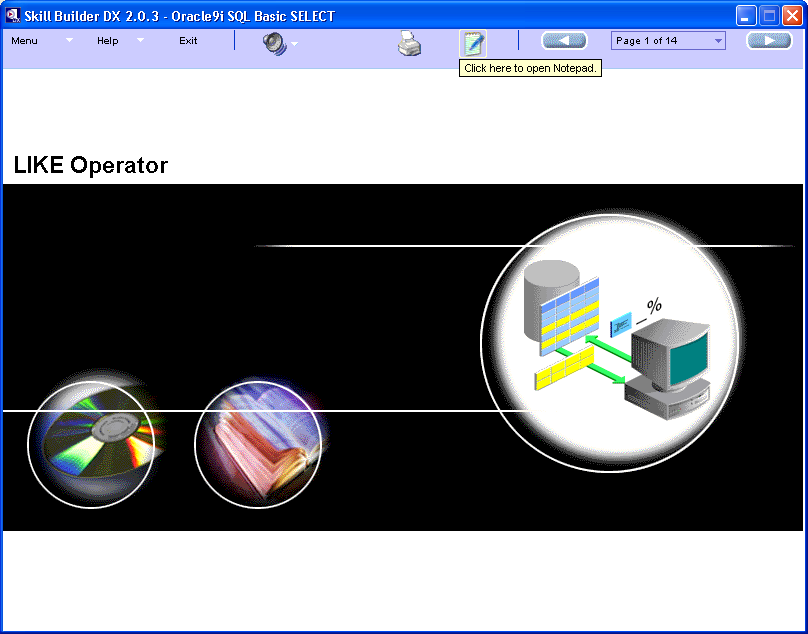 Skill Builder DX 2.0.3 - Oracle9i SQL Basic SELECT
Menu Help Exit Page 1 of 14
Click here to open Notepad.
LIKE Operator
_%